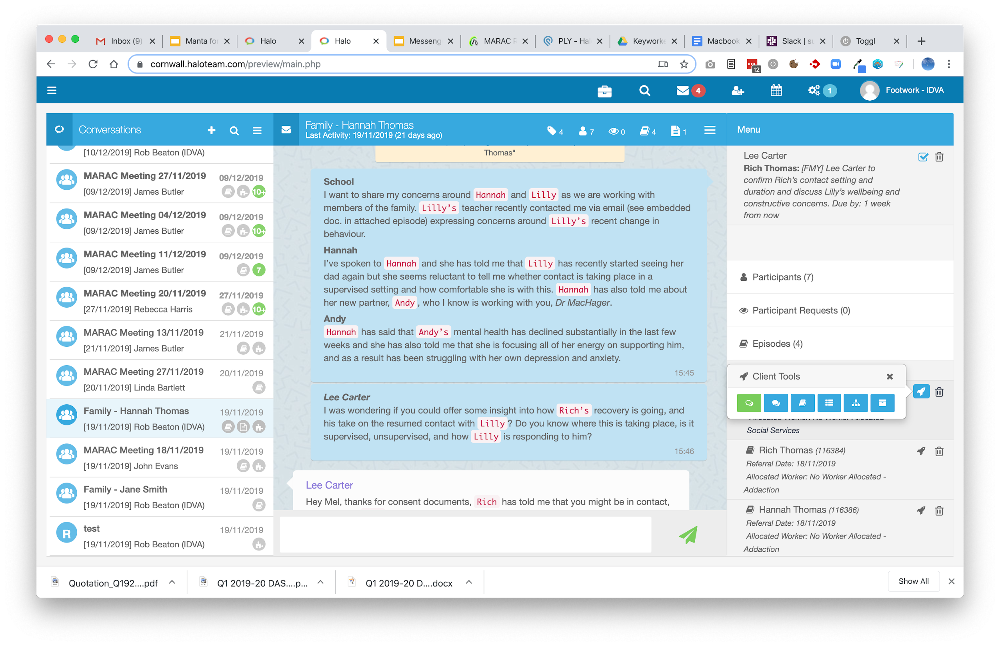 Inbox (9)
Manta for
Halo
Halo
Messeng
MARAC R
PLY - Hal
Keyworke
Macbook
Slack | su
Toggl
cornwall.haloteam.com/preview/main.php
12
4
1
Footwork - IDVA
Conversations
Family - Hannah Thomas
Last Activity: 19/11/2019 (21 days ago)
4
7
0
4
1
Menu
[10/12/2019] Rob Beaton (IDVA)
MARAC Meeting 27/11/2019
09/12/2019
[09/12/2019] James Butler
10+
MARAC Meeting 04/12/2019
09/12/2019
[09/12/2019] James Butler
10+
MARAC Meeting 11/12/2019
09/12/2019
[09/12/2019] James Butler
7
MARAC Meeting 20/11/2019
27/11/2019
[27/11/2019] Rebecca Harris
10+
MARAC Meeting 13/11/2019
21/11/2019
[21/11/2019] James Butler
MARAC Meeting 27/11/2019
20/11/2019
[20/11/2019] Linda Bartlett
Family - Hannah Thomas
19/11/2019
[19/11/2019] Rob Beaton (IDVA)
MARAC Meeting 18/11/2019
19/11/2019
[19/11/2019] John Evans
Family - Jane Smith
19/11/2019
[19/11/2019] Rob Beaton (IDVA)
R
test
19/11/2019
[19/11/2019] Rob Beaton (IDVA)
Thomas"
School
I want to share my concerns around Hannah and Lilly as we are working with
members of the family. Lilly's teacher recently contacted me via email (see embedded
doc. in attached episode) expressing concerns around Lilly's recent change in
behaviour.
Hannah
I've spoken to Hannah and she has told me that Lilly has recently started seeing her
dad again but she seems reluctant to tell me whether contact is taking place in a
supervised setting and how comfortable she is with this. Hannah has also told me about
her new partner, Andy , who I know is working with you, Dr MacHager.
Andy
Hannah has said that Andy's mental health has declined substantially in the last few
weeks and she has also told me that she is focusing all of her energy on supporting him,
and as a result has been struggling with her own depression and anxiety.
15:45
Lee Carter
I was wondering if you could offer some insight into how Rich's recovery is going, and
his take on the resumed contact with Lilly ? Do you know where this is taking place, is it
supervised, unsupervised, and how Lilly is responding to him?
15:46
Lee Carter
Hey Mel, thanks for consent documents, Rich has told me that you might be in contact,
Lee Carter
Rich Thomas: [FMY] Lee Carter to
confirm Rich's contact setting and
duration and discuss Lilly's wellbeing and
constructive concerns. Due by: 1 week
from now
Participants (7)
Participant Requests (0)
Episodes (4)
Client Tools
Allocated Worker: No Worker Allocated
Social Services
Rich Thomas (116384)
Referral Date: 18/11/2019
Allocated Worker: No Worker Allocated -
Addaction
Hannah Thomas (116386)
Referral Date: 18/11/2019
Allocated Worker: No Worker Allocated -
Addaction
Quotation_Q192....pdf
Q1 2019-20 DAS....p...
Q1 2019-20 D....docx
Show All